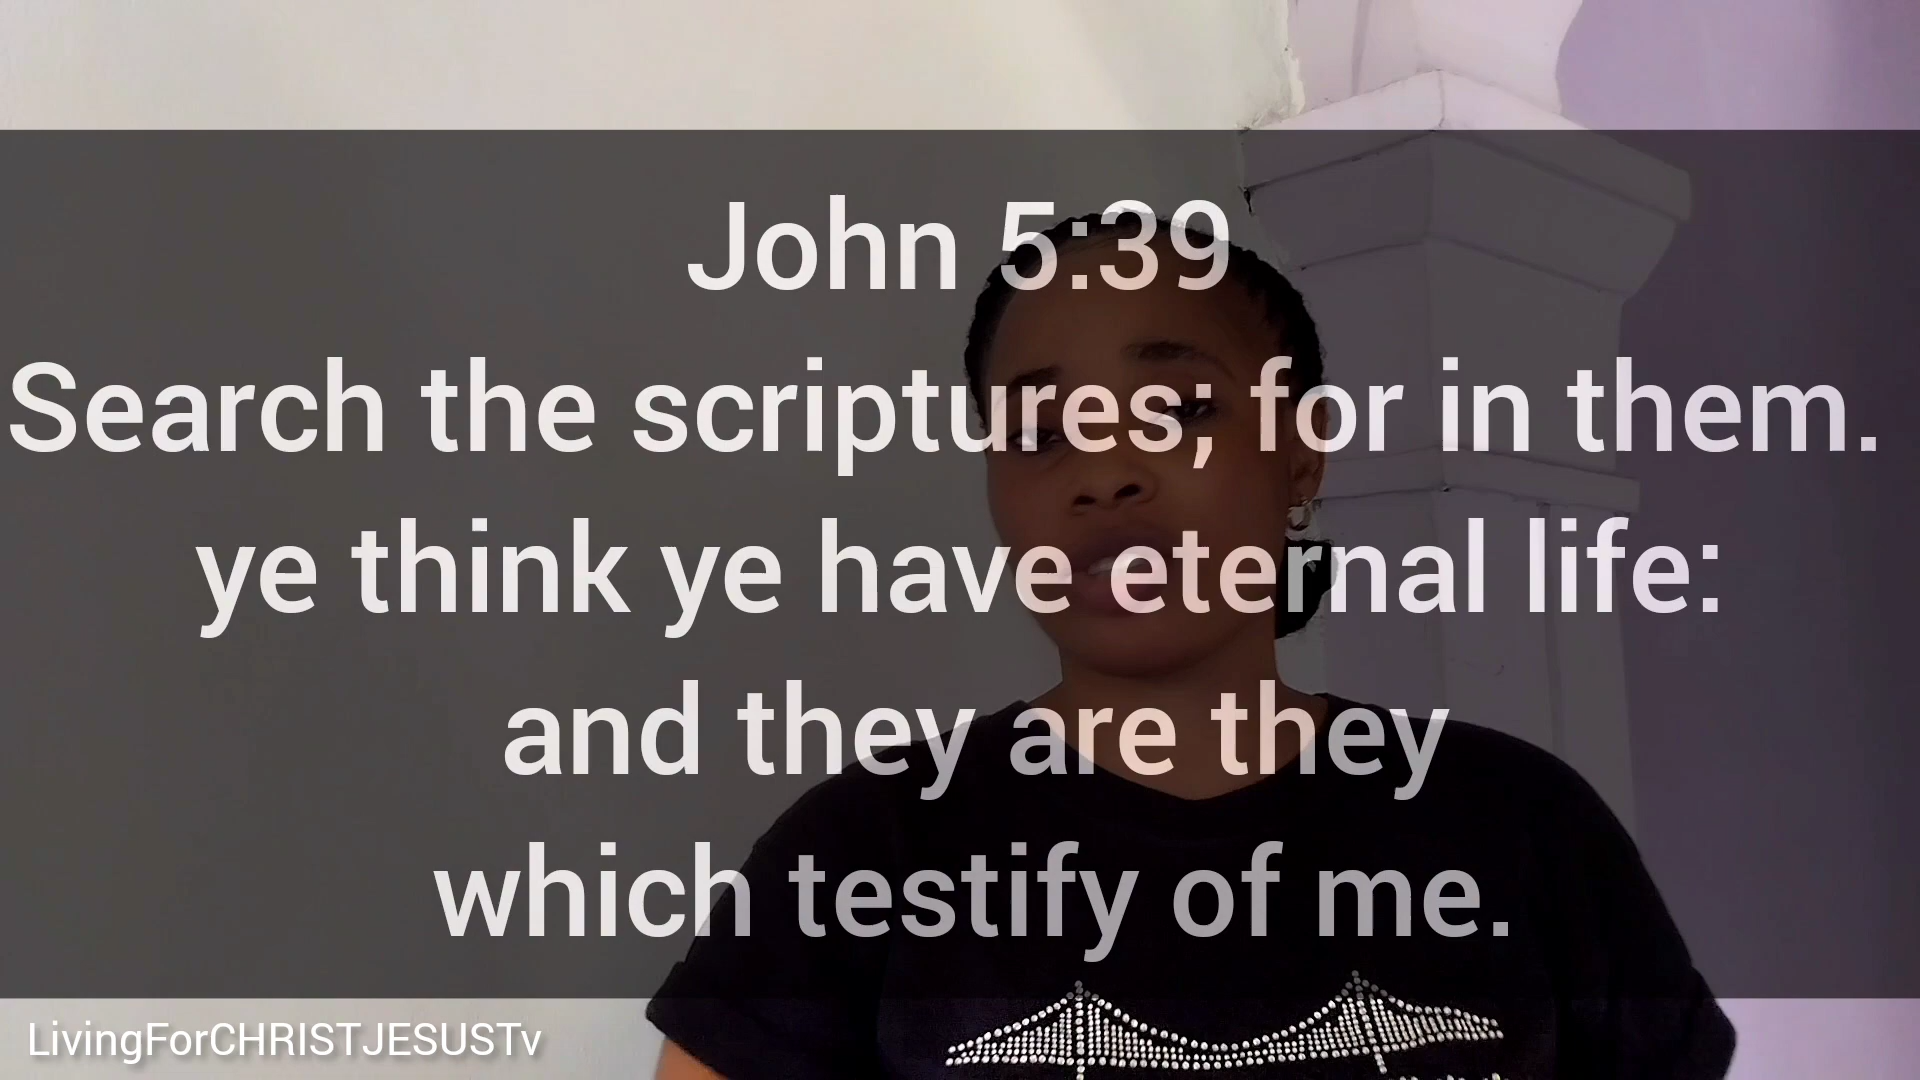 John 5:39
Search the scriptures; for in them.
ye think ye have eternal life:
and they are they
which testify of me.
LivingForCHRISTJESUSTv